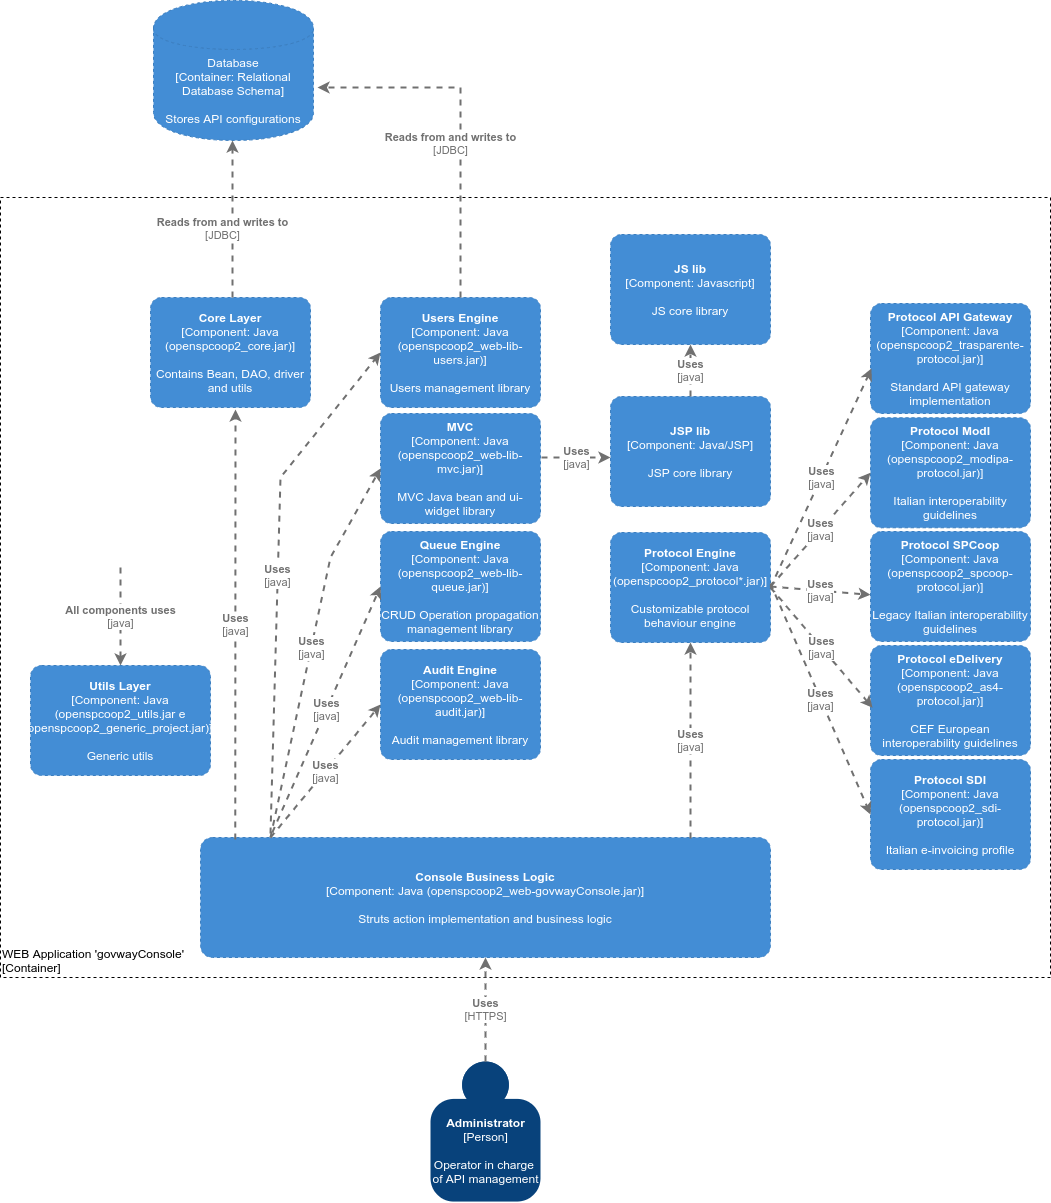 Database
[Container: Relational
Database Schema]
Stores API configurations
Reads from and writes to
[JDBC]
Reads from and writes to
[JDBC]
JS lib
[Component: Javascript]
JS core library
Core Layer
[Component: Java
(openspcoop2_core.jar)]
Contains Bean, DAO, driver
and utils
Users Engine
[Component: Java
(openspcoop2_web-lib-
users.jar)]
Users management library
Uses
[java]
Protocol API Gateway
[Component: Java
(openspcoop2_trasparente-
protocol.jar)]
Standard API gateway
implementation
MVC
[Component: Java
(openspcoop2_web-lib-
mvc.jar)]
MVC Java bean and ui-
widget library
Uses
[java]
JSP lib
[Component: Java/JSP]
JSP core library
Uses
[java]
Protocol ModI
[Component: Java
(openspcoop2_modipa-
protocol.jar)]
Italian interoperability
guidelines
Uses
[java]
Queue Engine
[Component: Java
(openspcoop2_web-lib-
queue.jar)]
CRUD Operation propagation
management library
Protocol Engine
[Component: Java
(openspcoop2_protocol*.jar)]
Customizable protocol
behaviour engine
Uses
[java]
Protocol SPCoop
[Component: Java
(openspcoop2_spcoop-
protocol.jar)]
Legacy Italian interoperability
guidelines
Uses
[java]
All components uses
[java]
Uses
[java]
Uses
[java]
Uses
[java]
Protocol eDelivery
[Component: Java
(openspcoop2_as4-
protocol.jar)]
CEF European
interoperability guidelines
Utils Layer
[Component: Java
(openspcoop2_utils.jar e
openspcoop2_generic_project.jar)]
Generic utils
Audit Engine
[Component: Java
(openspcoop2_web-lib-
audit.jar)]
Audit management library
Uses
[java]
Uses
[java]
Uses
[java]
Uses
[java]
Protocol SDI
[Component: Java
(openspcoop2_sdi-
protocol.jar)]
Italian e-invoicing profile
Console Business Logic
[Component: Java (openspcoop2_web-govwayConsole.jar)]
Struts action implementation and business logic
WEB Application 'govwayConsole'
[Container]
Uses
[HTTPS]
Administrator
[Person]
Operator in charge
of API management